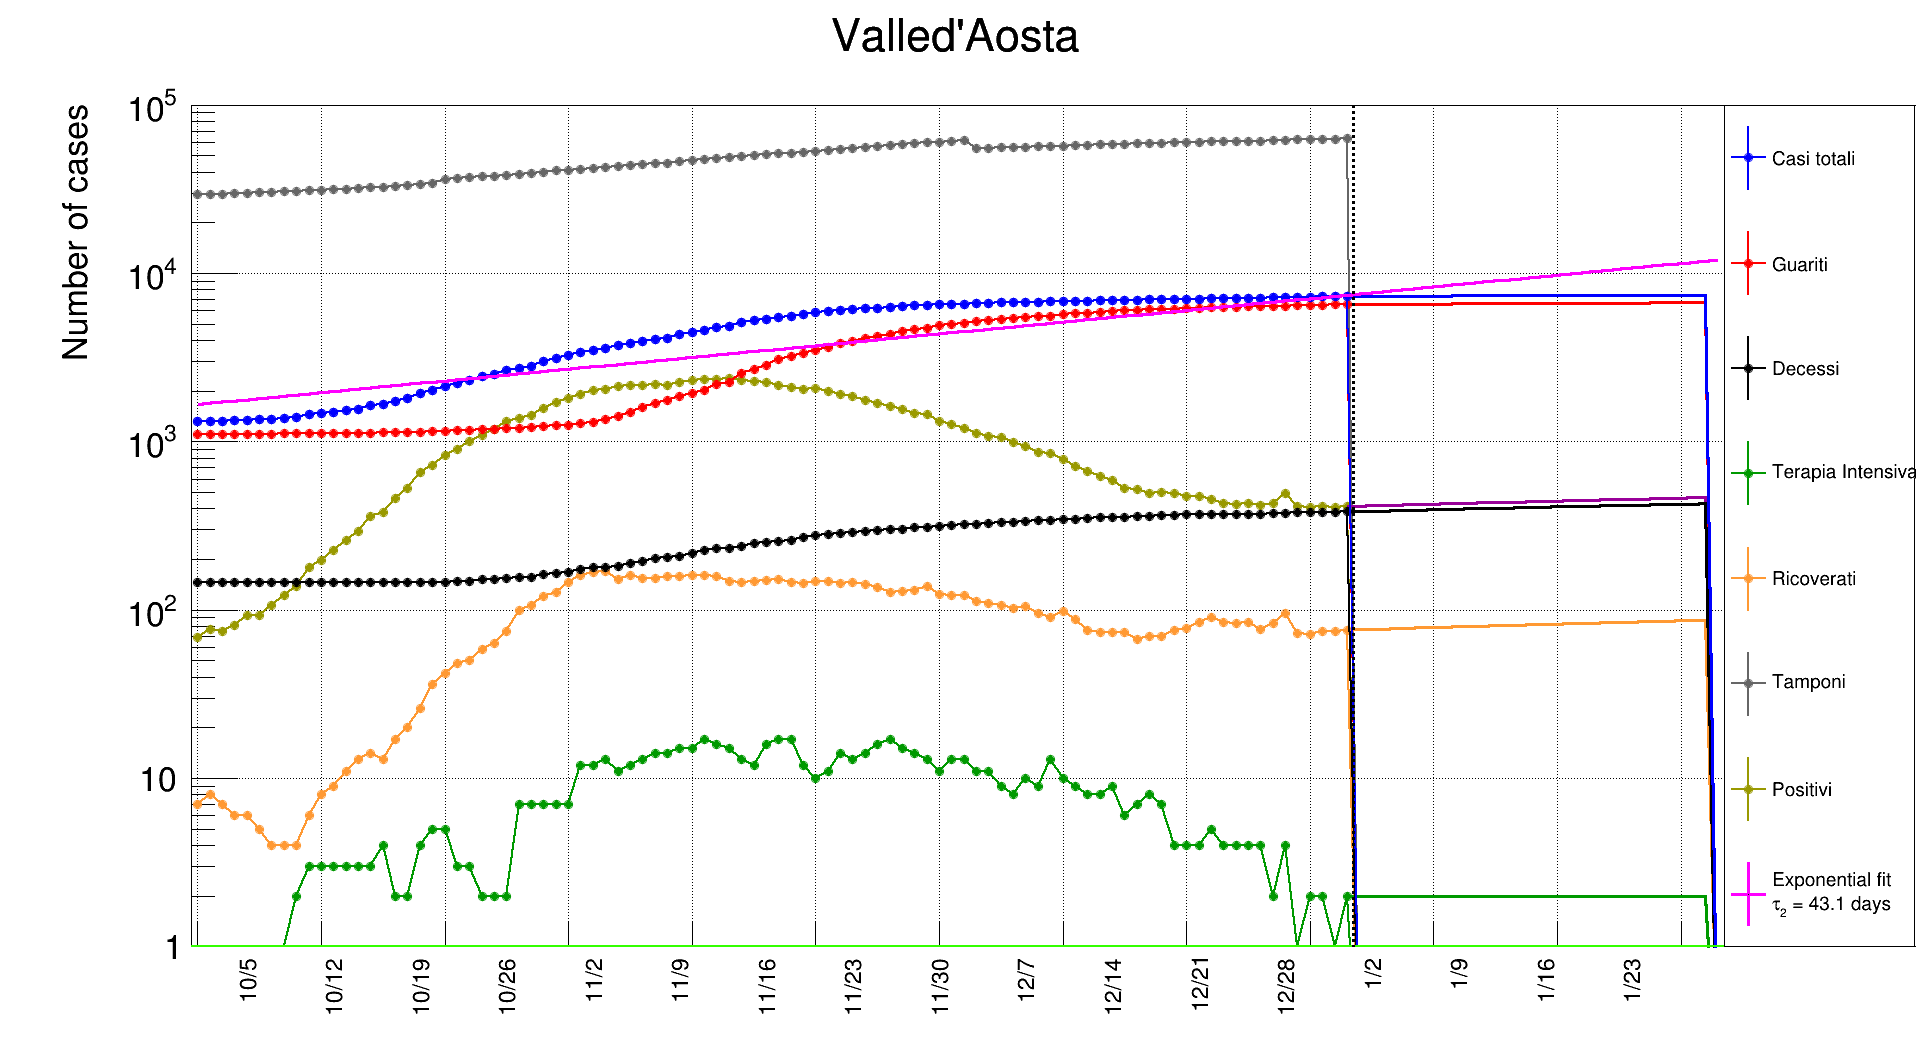 Valled'Aosta
Number of cases
10^5
10^4
10^3
10^2
10
1
10/5
10/12
10/19
10/26
11/2
11/9
11/16
11/23
11/30
12/7
12/14
12/21
12/28
1/2
1/9
1/16
1/23
Casi totali
Guariti
Decessi
Terapia Intensiva
Ricoverati
Tamponi
Positivi
Exponential fit
τ₂ = 43.1 days